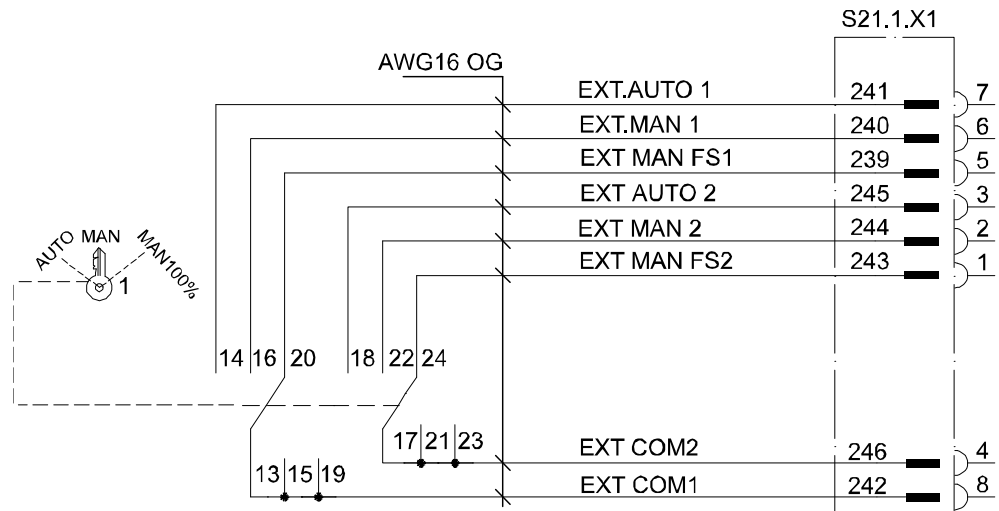 S21.1.X1
AWG16 OG
EXT.AUTO 1 241 7
EXT.MAN 1 240 6
EXT MAN FS1 239 5
EXT AUTO 2 245 3
EXT MAN 2 244 2
EXT MAN FS2 243 1
AUTO MAN MAN100%
1
14 16 20 18 22 24
17 21 23
EXT COM2 246 4
13 15 19
EXT COM1 242 8